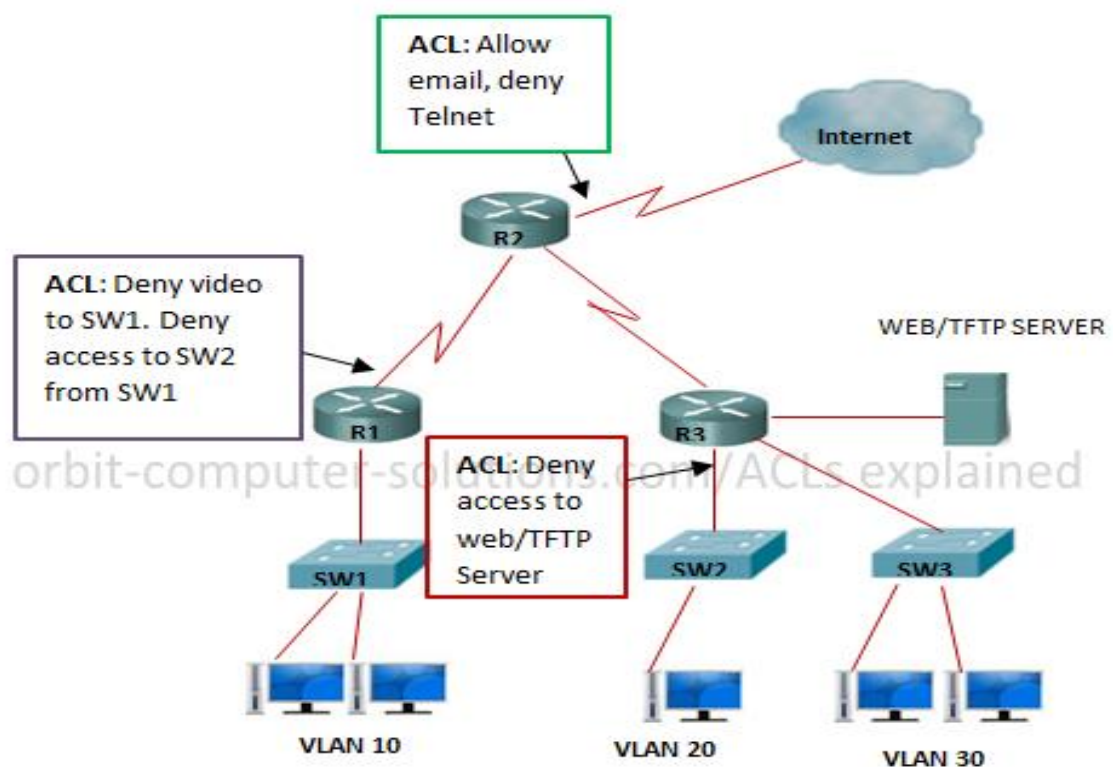 ACL: Allow
email, deny
Telnet
Internet
R2
ACL: Deny video
to SW1. Deny
access to SW2
from SW1
WEB/TFTP SERVER
R1
R3
orbit-computer-solutions.com/ACLs explained
ACL: Deny
access to
web/TFTP
Server
SW1
SW2
SW3
VLAN 10
VLAN 20
VLAN 30